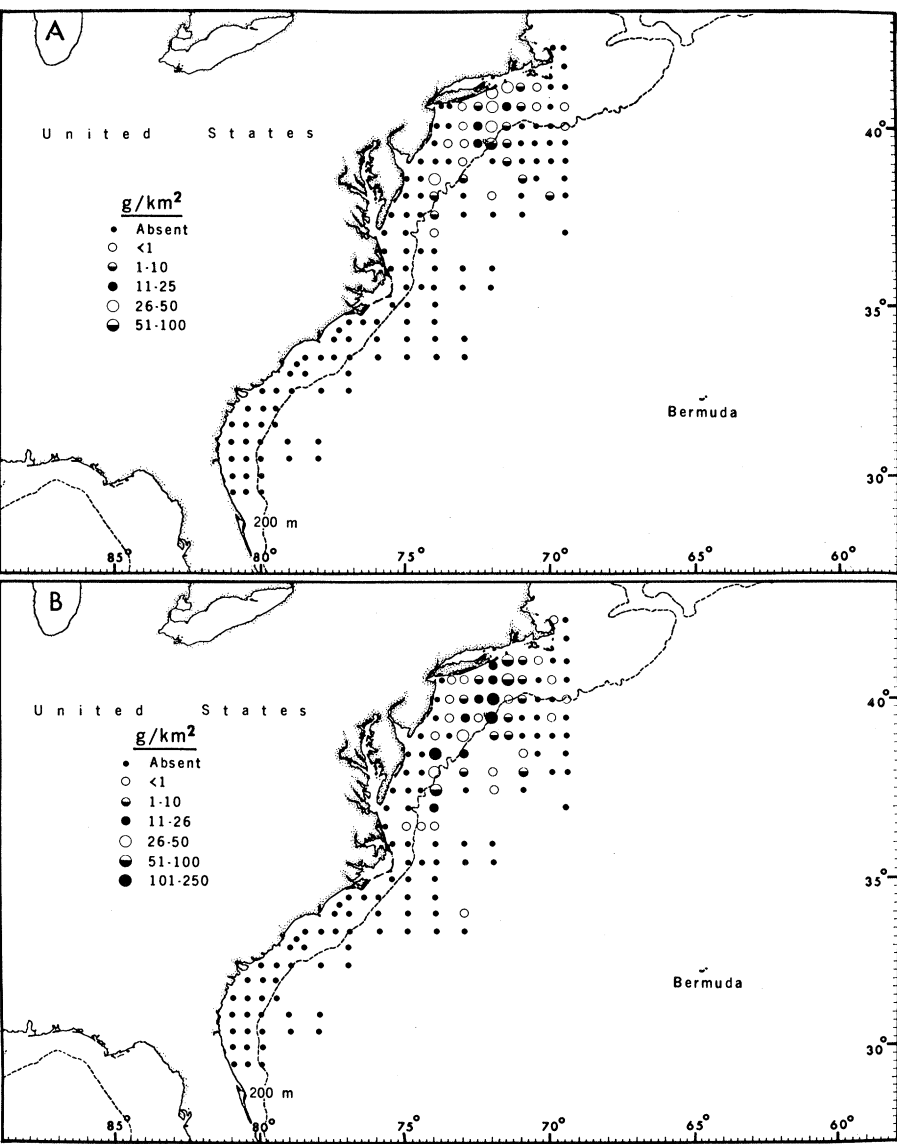 A
United States
40°
g/km²
Absent
<1
1-10
11-25
26-50
51-100
35°
Bermuda
30°
200 m
85° 80° 75° 70° 65° 60°
B
United States
40°
g/km²
Absent
<1
1-10
11-26
26-50
51-100
101-250
35°
Bermuda
30°
200 m
85° 80° 75° 70° 65° 60°